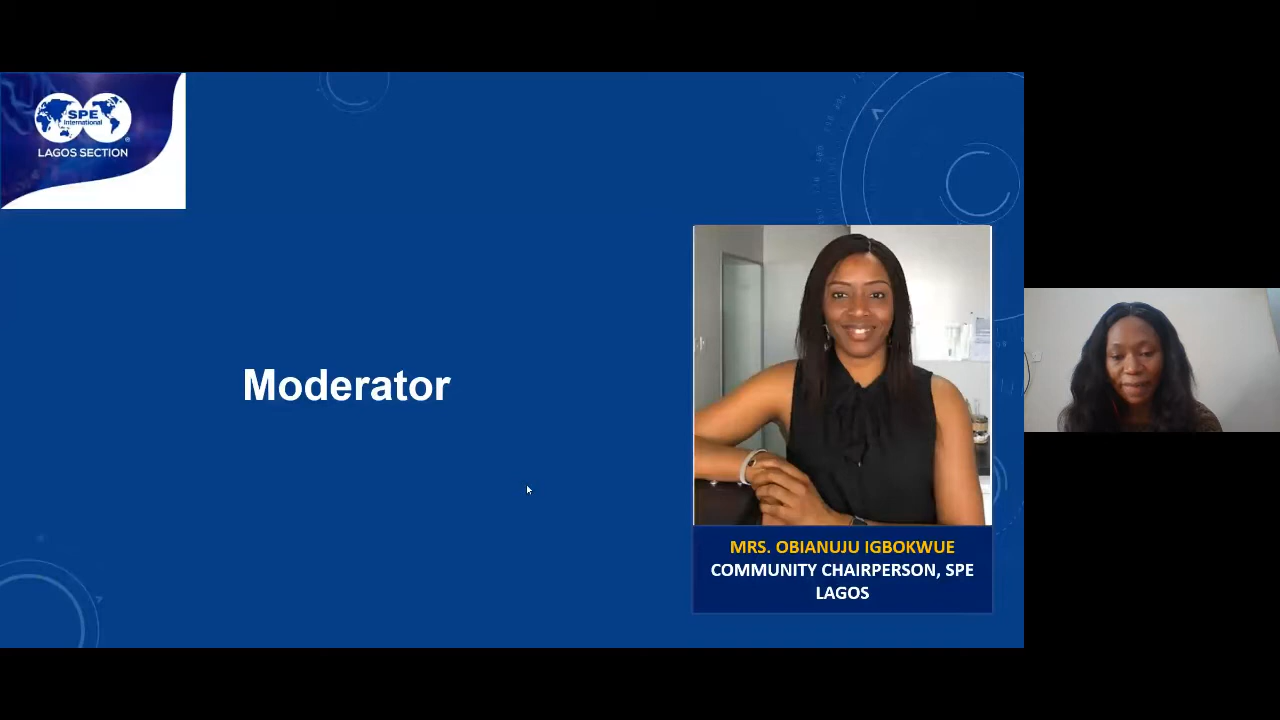 SPE
International
LAGOS SECTION
Moderator
MRS. OBIANUJU IGBOKWUE
COMMUNITY CHAIRPERSON, SPE
LAGOS